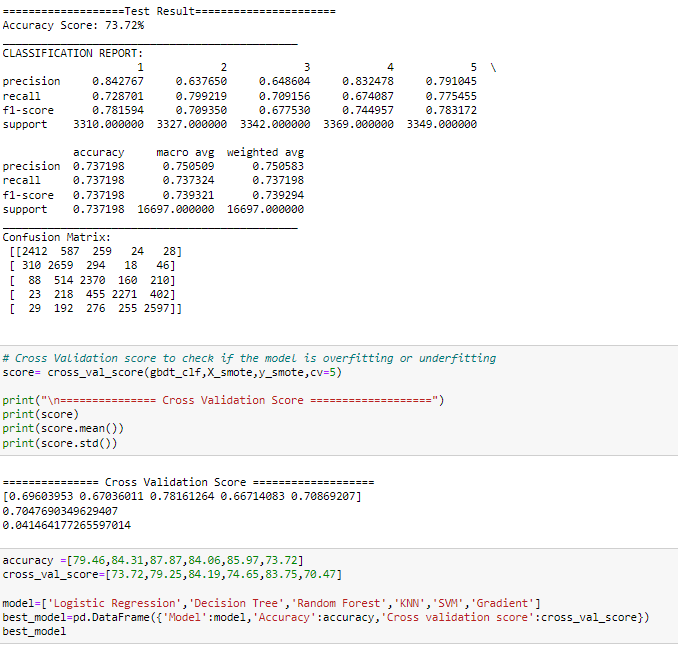 ====================Test Result=====================
Accuracy Score: 73.72%
_______________________________________________
CLASSIFICATION REPORT:
                     1            2            3            4            5  \
precision     0.842767     0.637650     0.648604     0.832478     0.791045
recall        0.728701     0.799219     0.709156     0.674087     0.775455
f1-score      0.781594     0.709350     0.677530     0.744957     0.783172
support    3310.000000  3327.000000  3342.000000  3369.000000  3349.000000
           accuracy     macro avg  weighted avg
precision  0.737198      0.750509      0.750583
recall     0.737198      0.737324      0.737198
f1-score   0.737198      0.739321      0.739294
support    0.737198  16697.000000  16697.000000
_______________________________________________
Confusion Matrix:
 [[2412  587  259   24   28]
 [ 310 2659  294   18   46]
 [  88  514 2370  160  210]
 [  23  218  455 2271  402]
 [  29  192  276  255 2597]]
# Cross Validation score to check if the model is overfitting or underfitting
score= cross_val_score(gbdt_clf,X_smote,y_smote,cv=5)
print("\n=============== Cross Validation Score ===================")
print(score)
print(score.mean())
print(score.std())
=============== Cross Validation Score ===================
[0.69603953 0.67036011 0.78161264 0.66714083 0.70869207]
0.7047690349629407
0.041464177265597014
accuracy =[79.46,84.31,87.87,84.06,85.97,73.72]
cross_val_score=[73.72,79.25,84.19,74.65,83.75,70.47]
model=['Logistic Regression','Decision Tree','Random Forest','KNN','SVM','Gradient']
best_model=pd.DataFrame({'Model':model,'Accuracy':accuracy,'Cross validation score':cross_val_score})
best_model